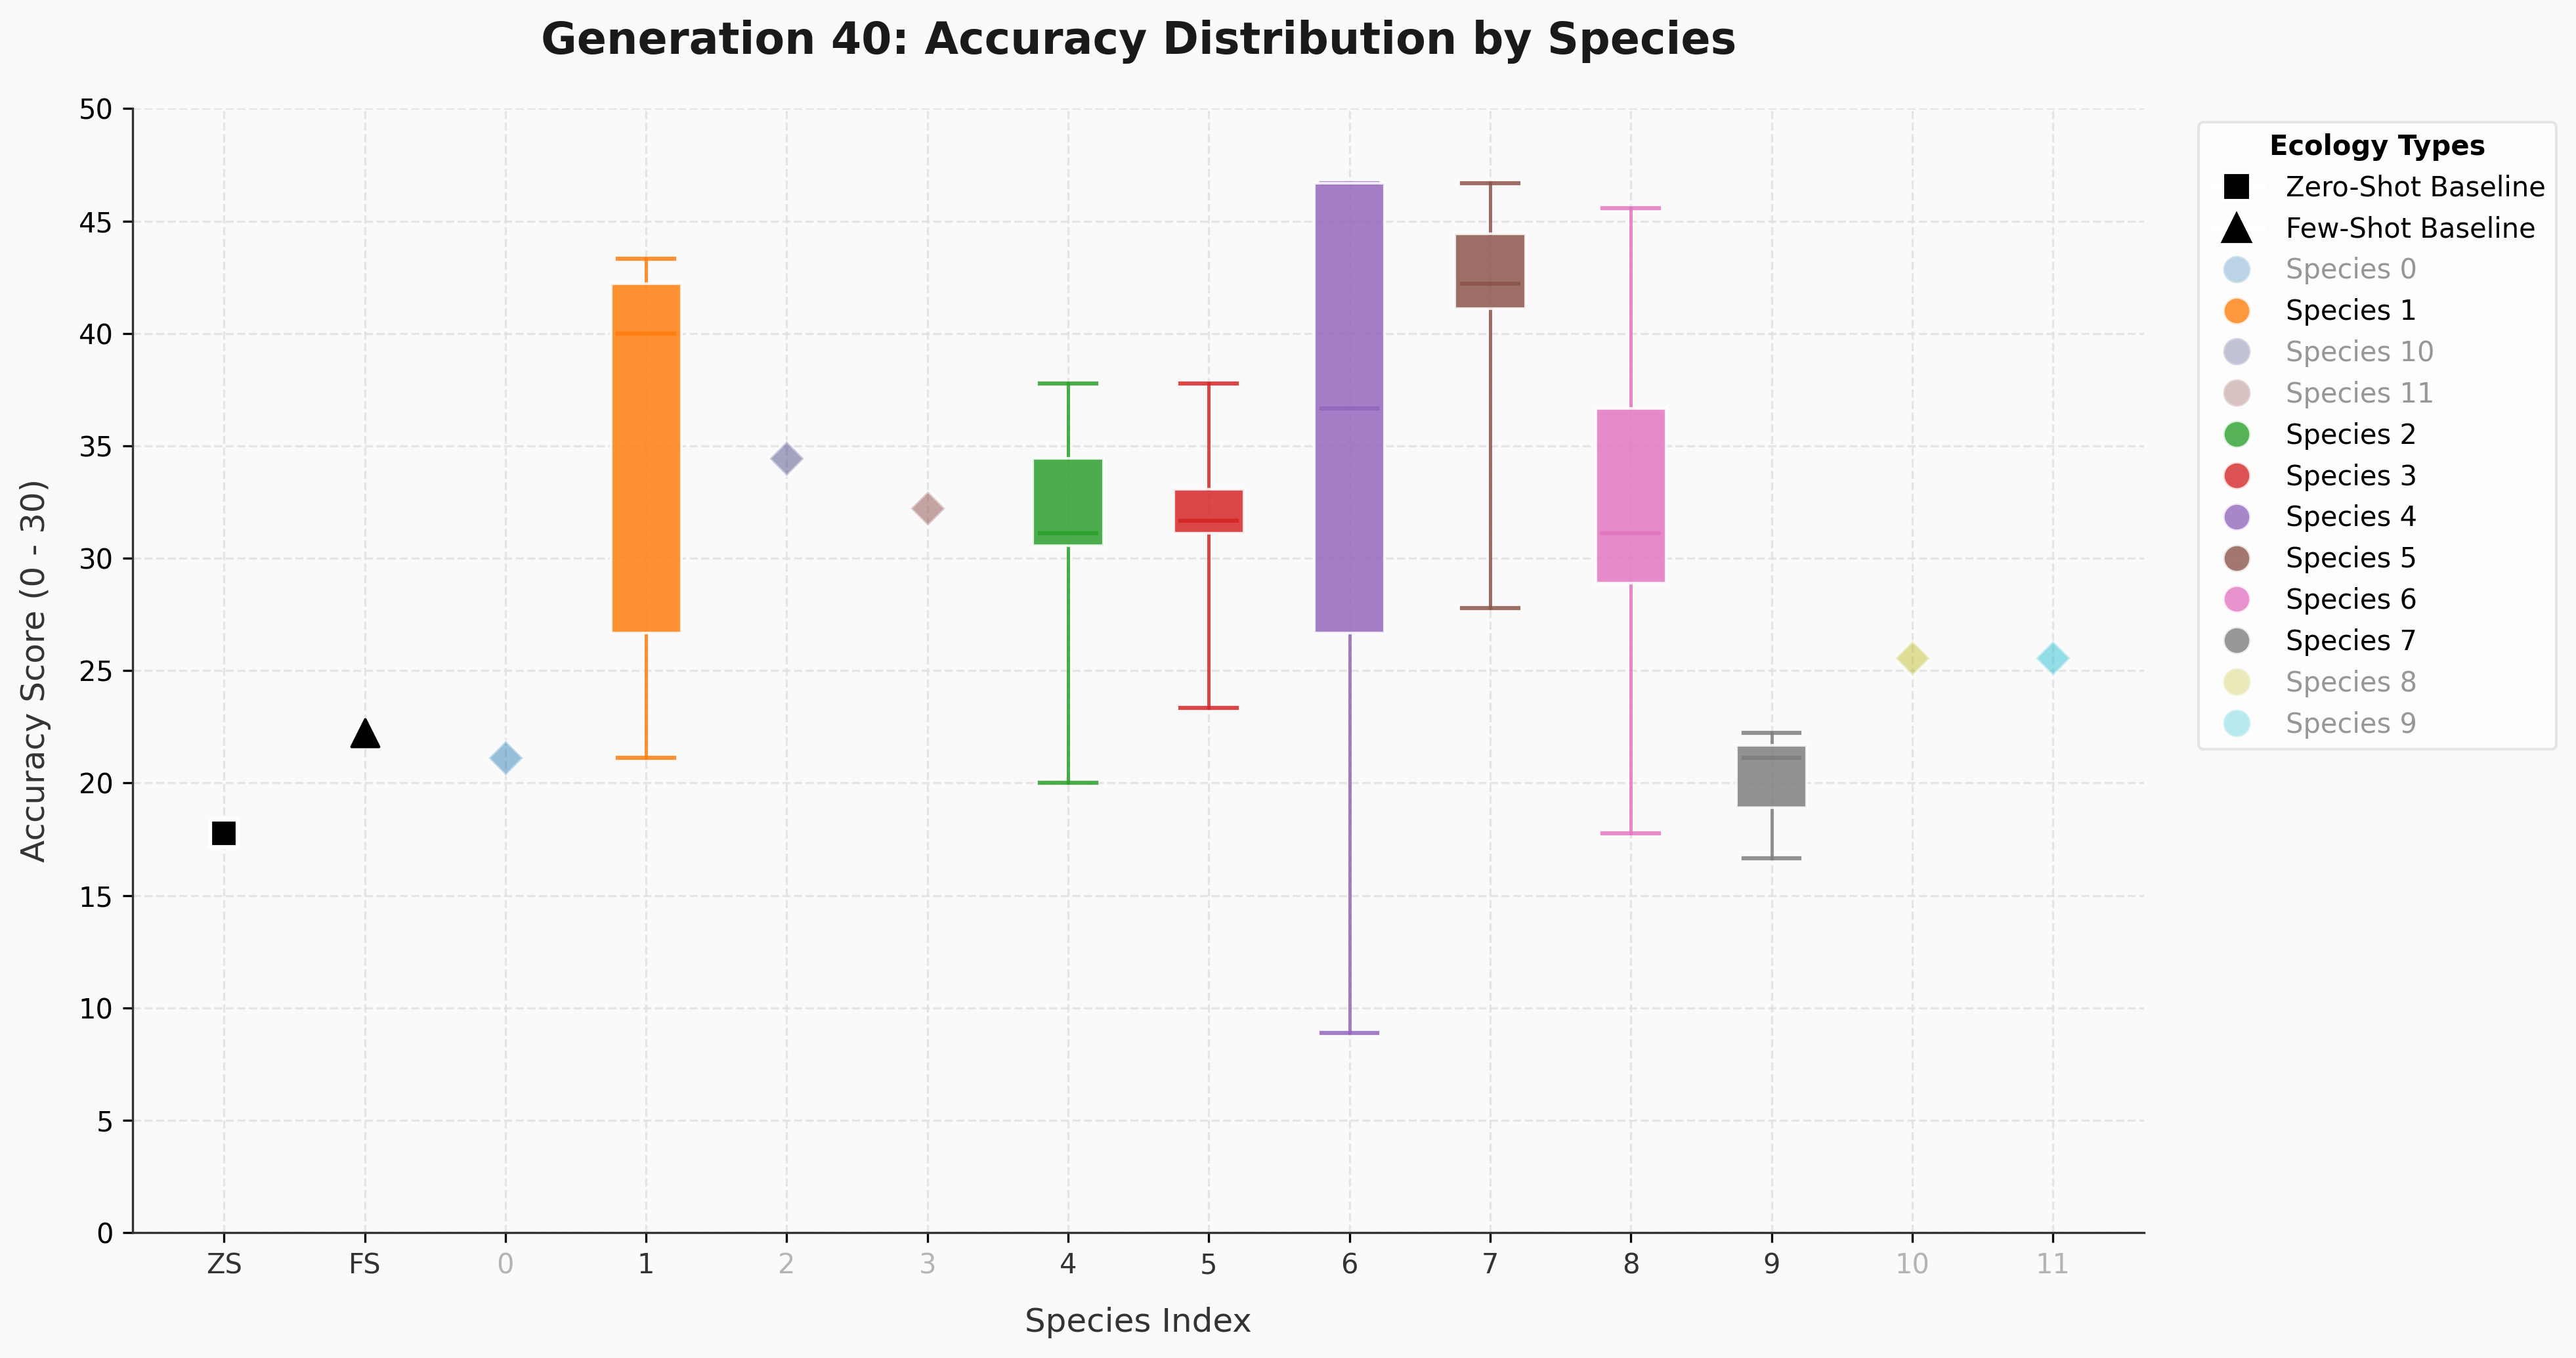 Generation 40: Accuracy Distribution by Species
Accuracy Score (0 - 30)
50
45
40
35
30
25
20
15
10
5
0
ZS FS 0 1 2 3 4 5 6 7 8 9 10 11
Species Index
Ecology Types
Zero-Shot Baseline
Few-Shot Baseline
Species 0
Species 1
Species 10
Species 11
Species 2
Species 3
Species 4
Species 5
Species 6
Species 7
Species 8
Species 9